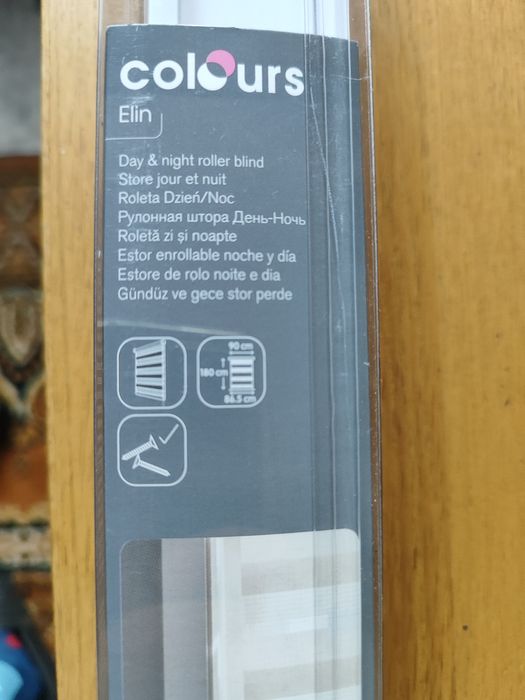 colours
Elin
Day & night roller blind
Store jour et nuit
Roleta Dzień/Noc
Рулонная штора День-Ночь
Roletă zi și noapte
Estor enrollable noche y día
Estore de rolo noite e dia
Gündüz ve gece stor perde
90 cm
180 cm
86.5 cm